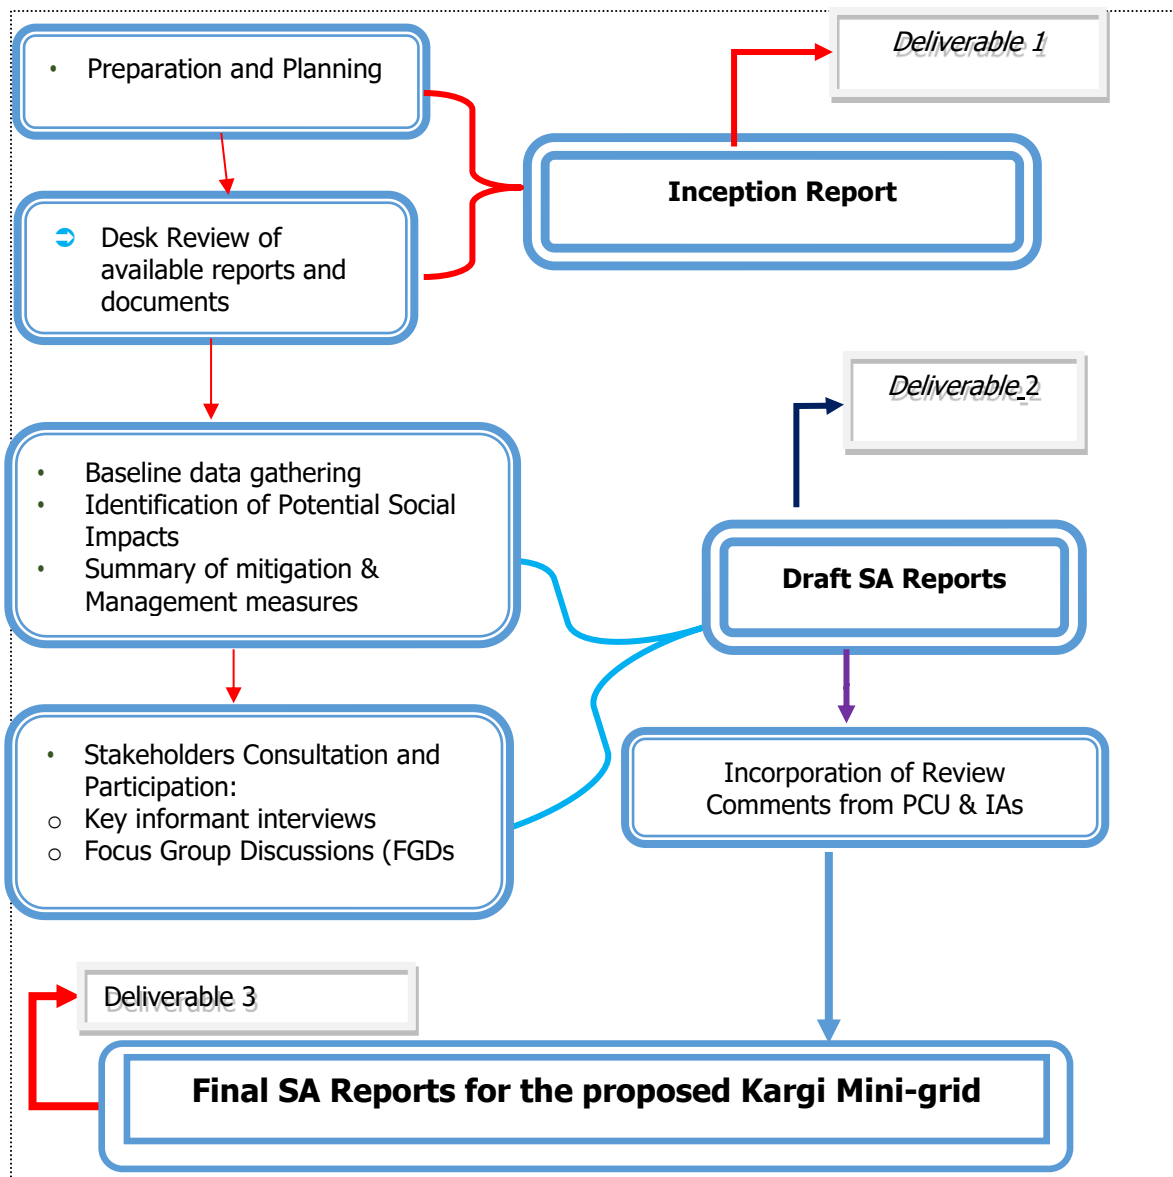 Deliverable 1
• Preparation and Planning
Inception Report
➲ Desk Review of
available reports and
documents
Deliverable 2
• Baseline data gathering
• Identification of Potential Social
Impacts
• Summary of mitigation &
Management measures
Draft SA Reports
• Stakeholders Consultation and
Participation:
o Key informant interviews
o Focus Group Discussions (FGDs
Incorporation of Review
Comments from PCU & IAs
Deliverable 3
Final SA Reports for the proposed Kargi Mini-grid